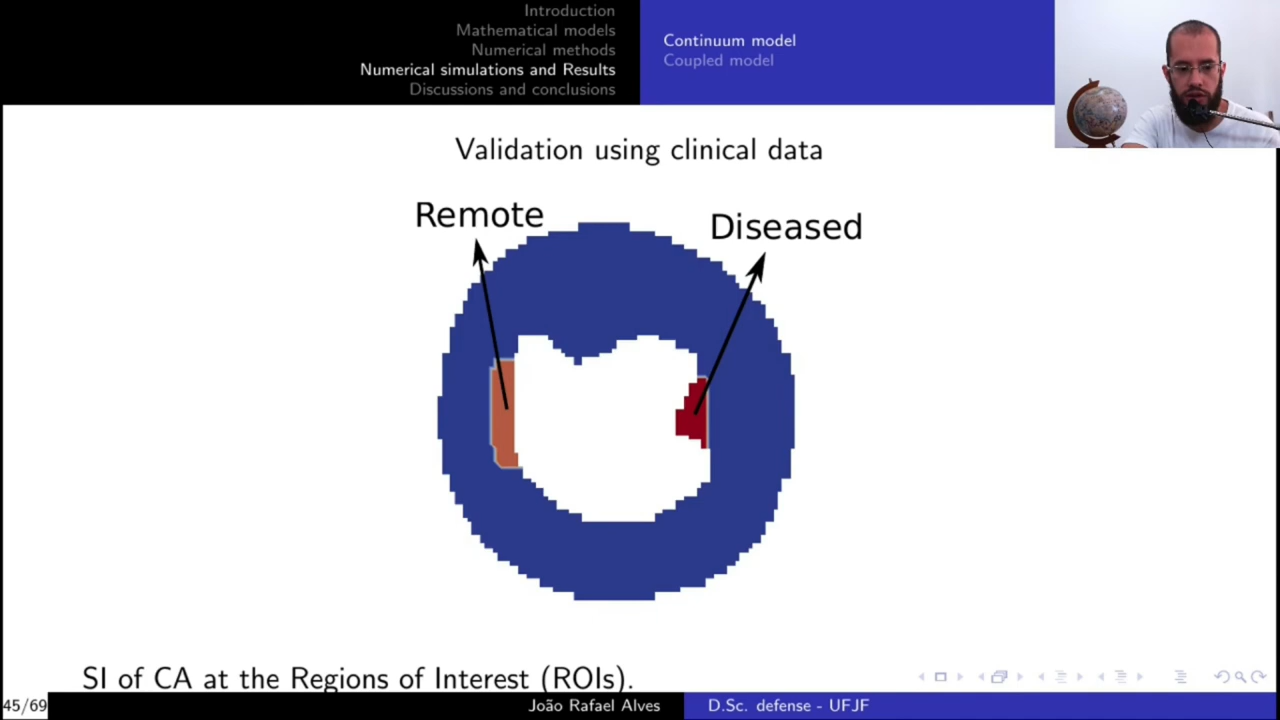 Introduction
Mathematical models
Numerical methods
Numerical simulations and Results
Discussions and conclusions
Continuum model
Coupled model
Validation using clinical data
Remote
Diseased
SI of CA at the Regions of Interest (ROIs).
45/69
João Rafael Alves
D.Sc. defense - UFJF